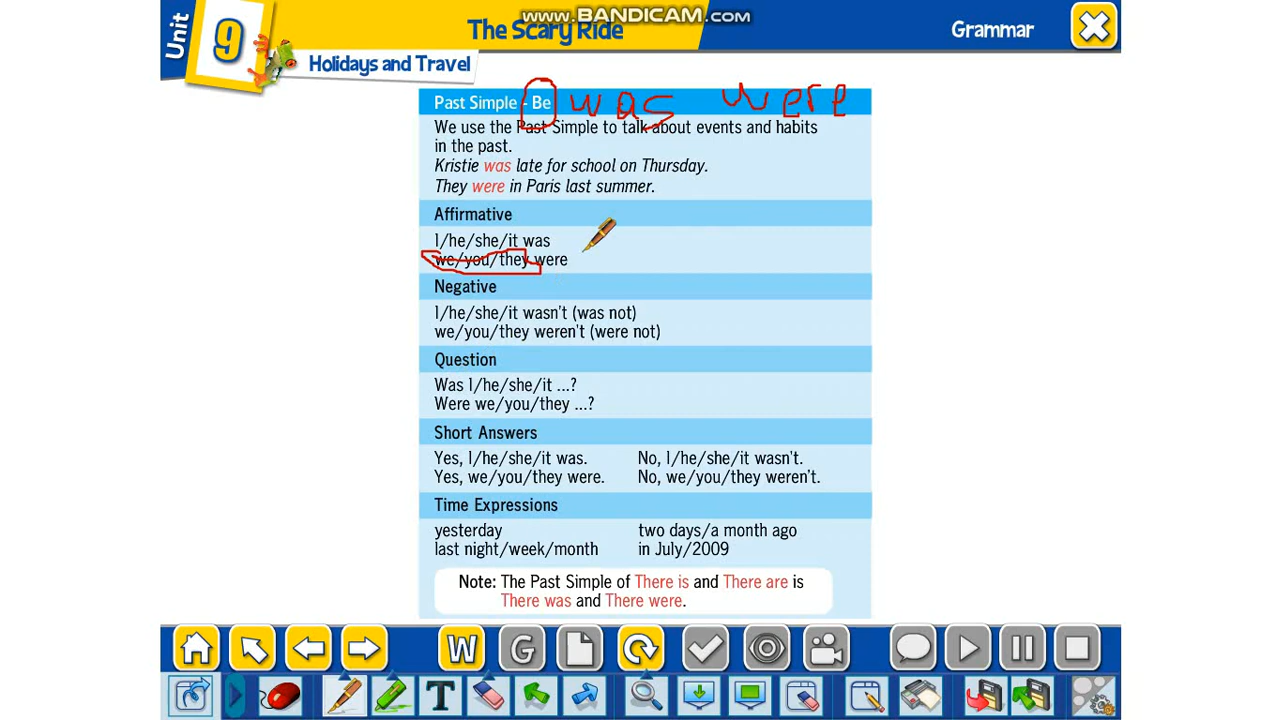 www.BANDICAM.com
Unit 9 The Scary Ride Grammar
Holidays and Travel
Past Simple - Be was were
We use the Past Simple to talk about events and habits
in the past.
Kristie was late for school on Thursday.
They were in Paris last summer.
Affirmative
I/he/she/it was
we/you/they were
Negative
I/he/she/it wasn't (was not)
we/you/they weren't (were not)
Question
Was I/he/she/it ...?
Were we/you/they ...?
Short Answers
Yes, I/he/she/it was. No, I/he/she/it wasn't.
Yes, we/you/they were. No, we/you/they weren't.
Time Expressions
yesterday two days/a month ago
last night/week/month in July/2009
Note: The Past Simple of There is and There are is
There was and There were.
W G
T